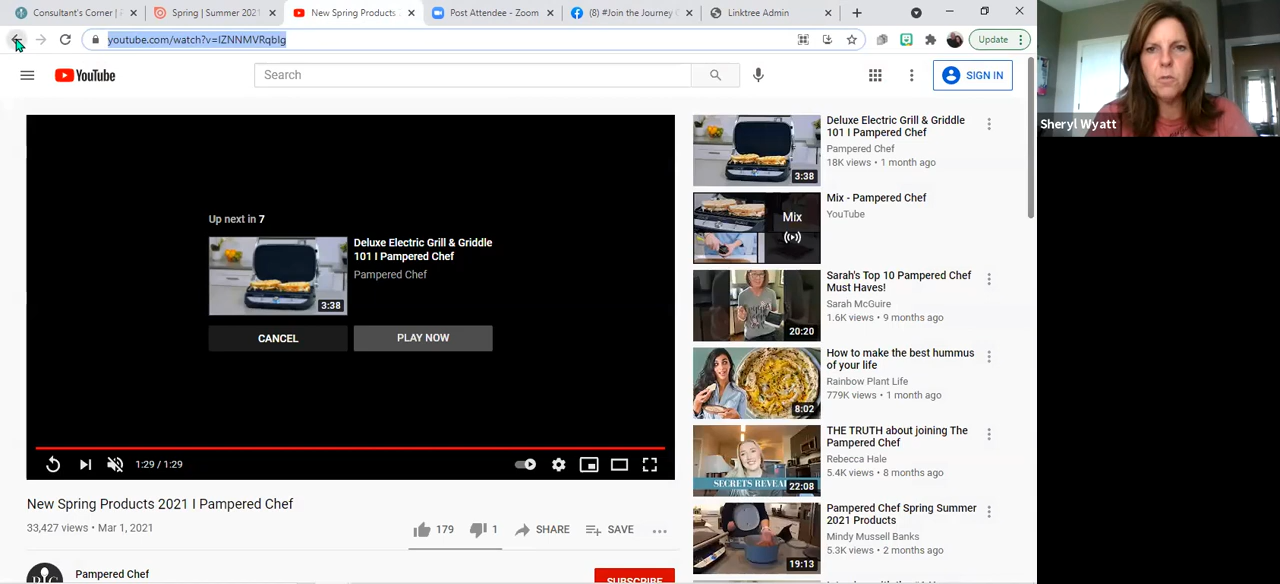 Consultant's Corner |
Spring | Summer 2021
New Spring Products
Post Attendee - Zoom
(8) #Join the Journey
Linktree Admin
youtube.com/watch?v=IZNNMVRqbIg
Update
YouTube
Search
SIGN IN
Sheryl Wyatt
Up next in 7
Deluxe Electric Grill & Griddle
101 I Pampered Chef
Pampered Chef
3:38
CANCEL
PLAY NOW
1:29 / 1:29
New Spring Products 2021 I Pampered Chef
33,427 views • Mar 1, 2021
179
1
SHARE
SAVE
Pampered Chef
SUBSCRIBE
Deluxe Electric Grill & Griddle
101 I Pampered Chef
Pampered Chef
18K views • 1 month ago
3:38
Mix - Pampered Chef
YouTube
Mix
Sarah's Top 10 Pampered Chef
Must Haves!
Sarah McGuire
1.6K views • 9 months ago
20:20
How to make the best hummus
of your life
Rainbow Plant Life
779K views • 1 month ago
8:02
THE TRUTH about joining The
Pampered Chef
Rebecca Hale
5.4K views • 8 months ago
SECRETS REVEA
22:08
Pampered Chef Spring Summer
2021 Products
Mindy Mussell Banks
5.3K views • 2 months ago
19:13